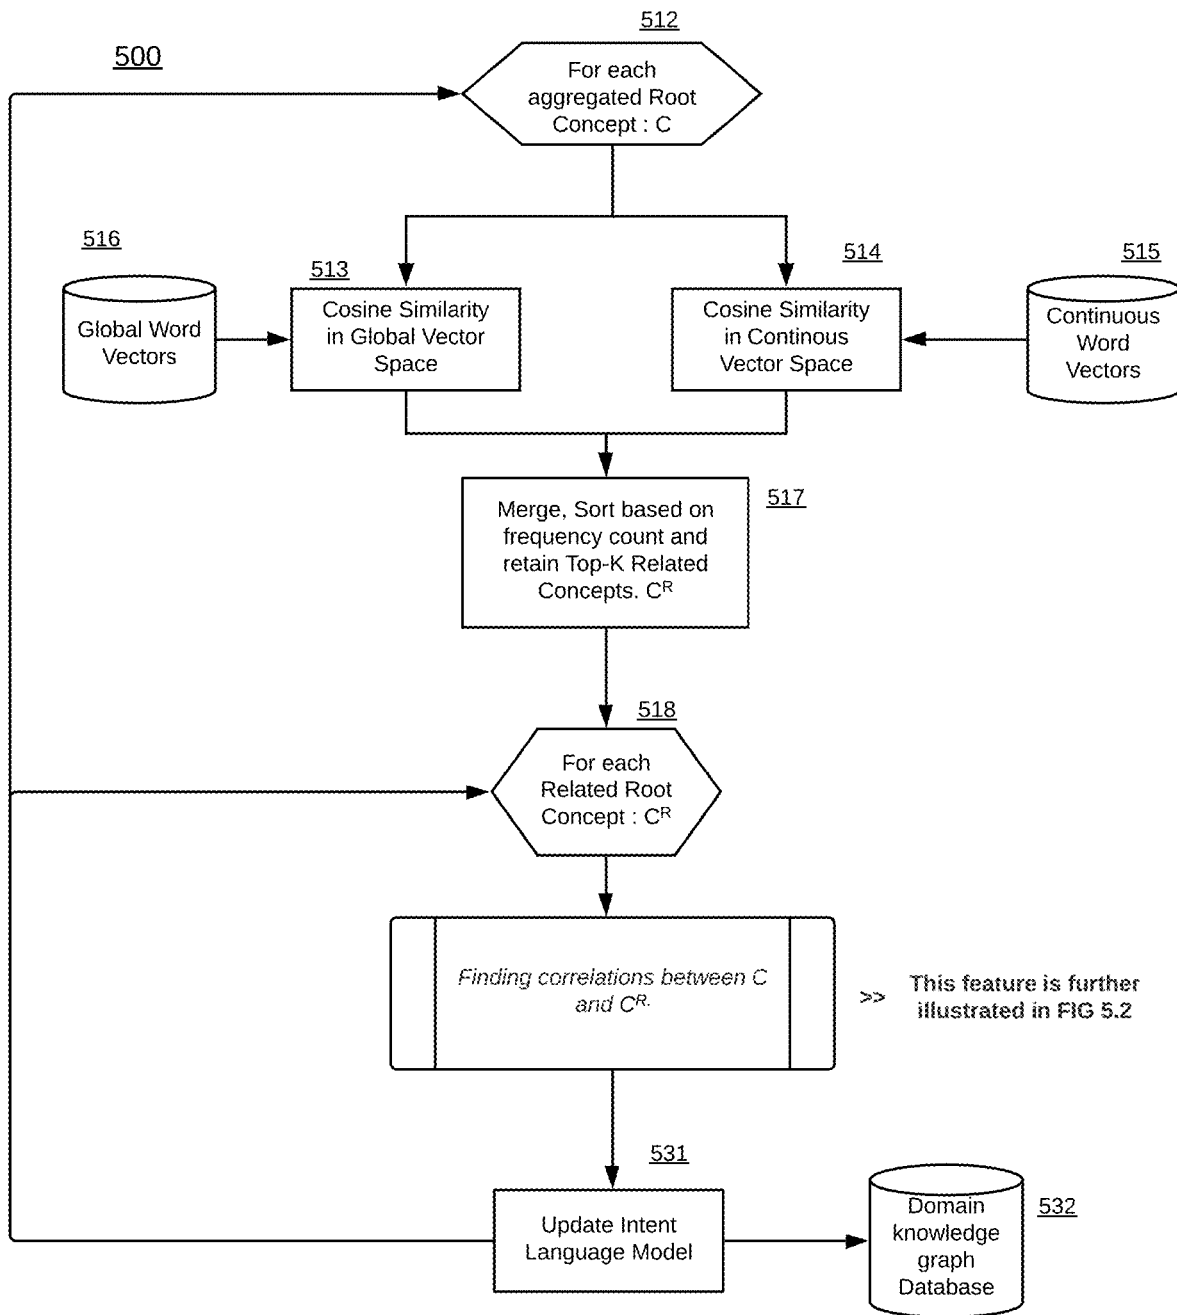 512
500
For each
aggregated Root
Concept : C
516
513
514
515
Global Word
Vectors
Cosine Similarity
in Global Vector
Space
Cosine Similarity
in Continous
Vector Space
Continuous
Word
Vectors
Merge, Sort based on
frequency count and
retain Top-K Related
Concepts. C^R
517
518
For each
Related Root
Concept : C^R
Finding correlations between C
and C^R.
>> This feature is further
illustrated in FIG 5.2
531
Update Intent
Language Model
532
Domain
knowledge
graph
Database